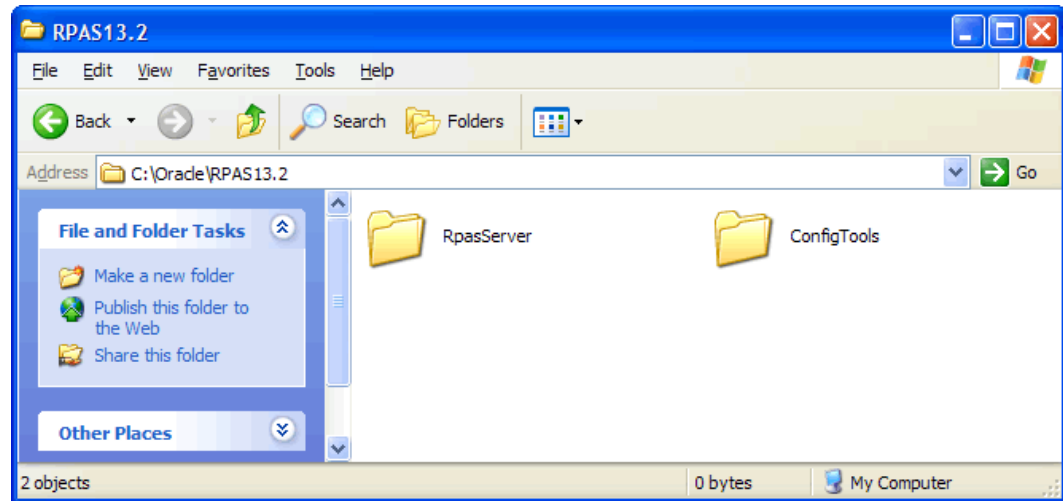 RPAS13.2
File Edit View Favorites Tools Help
Back Search Folders
Address C:\Oracle\RPAS13.2 Go
File and Folder Tasks
Make a new folder
Publish this folder to
the Web
Share this folder
Other Places
RpasServer ConfigTools
2 objects 0 bytes My Computer